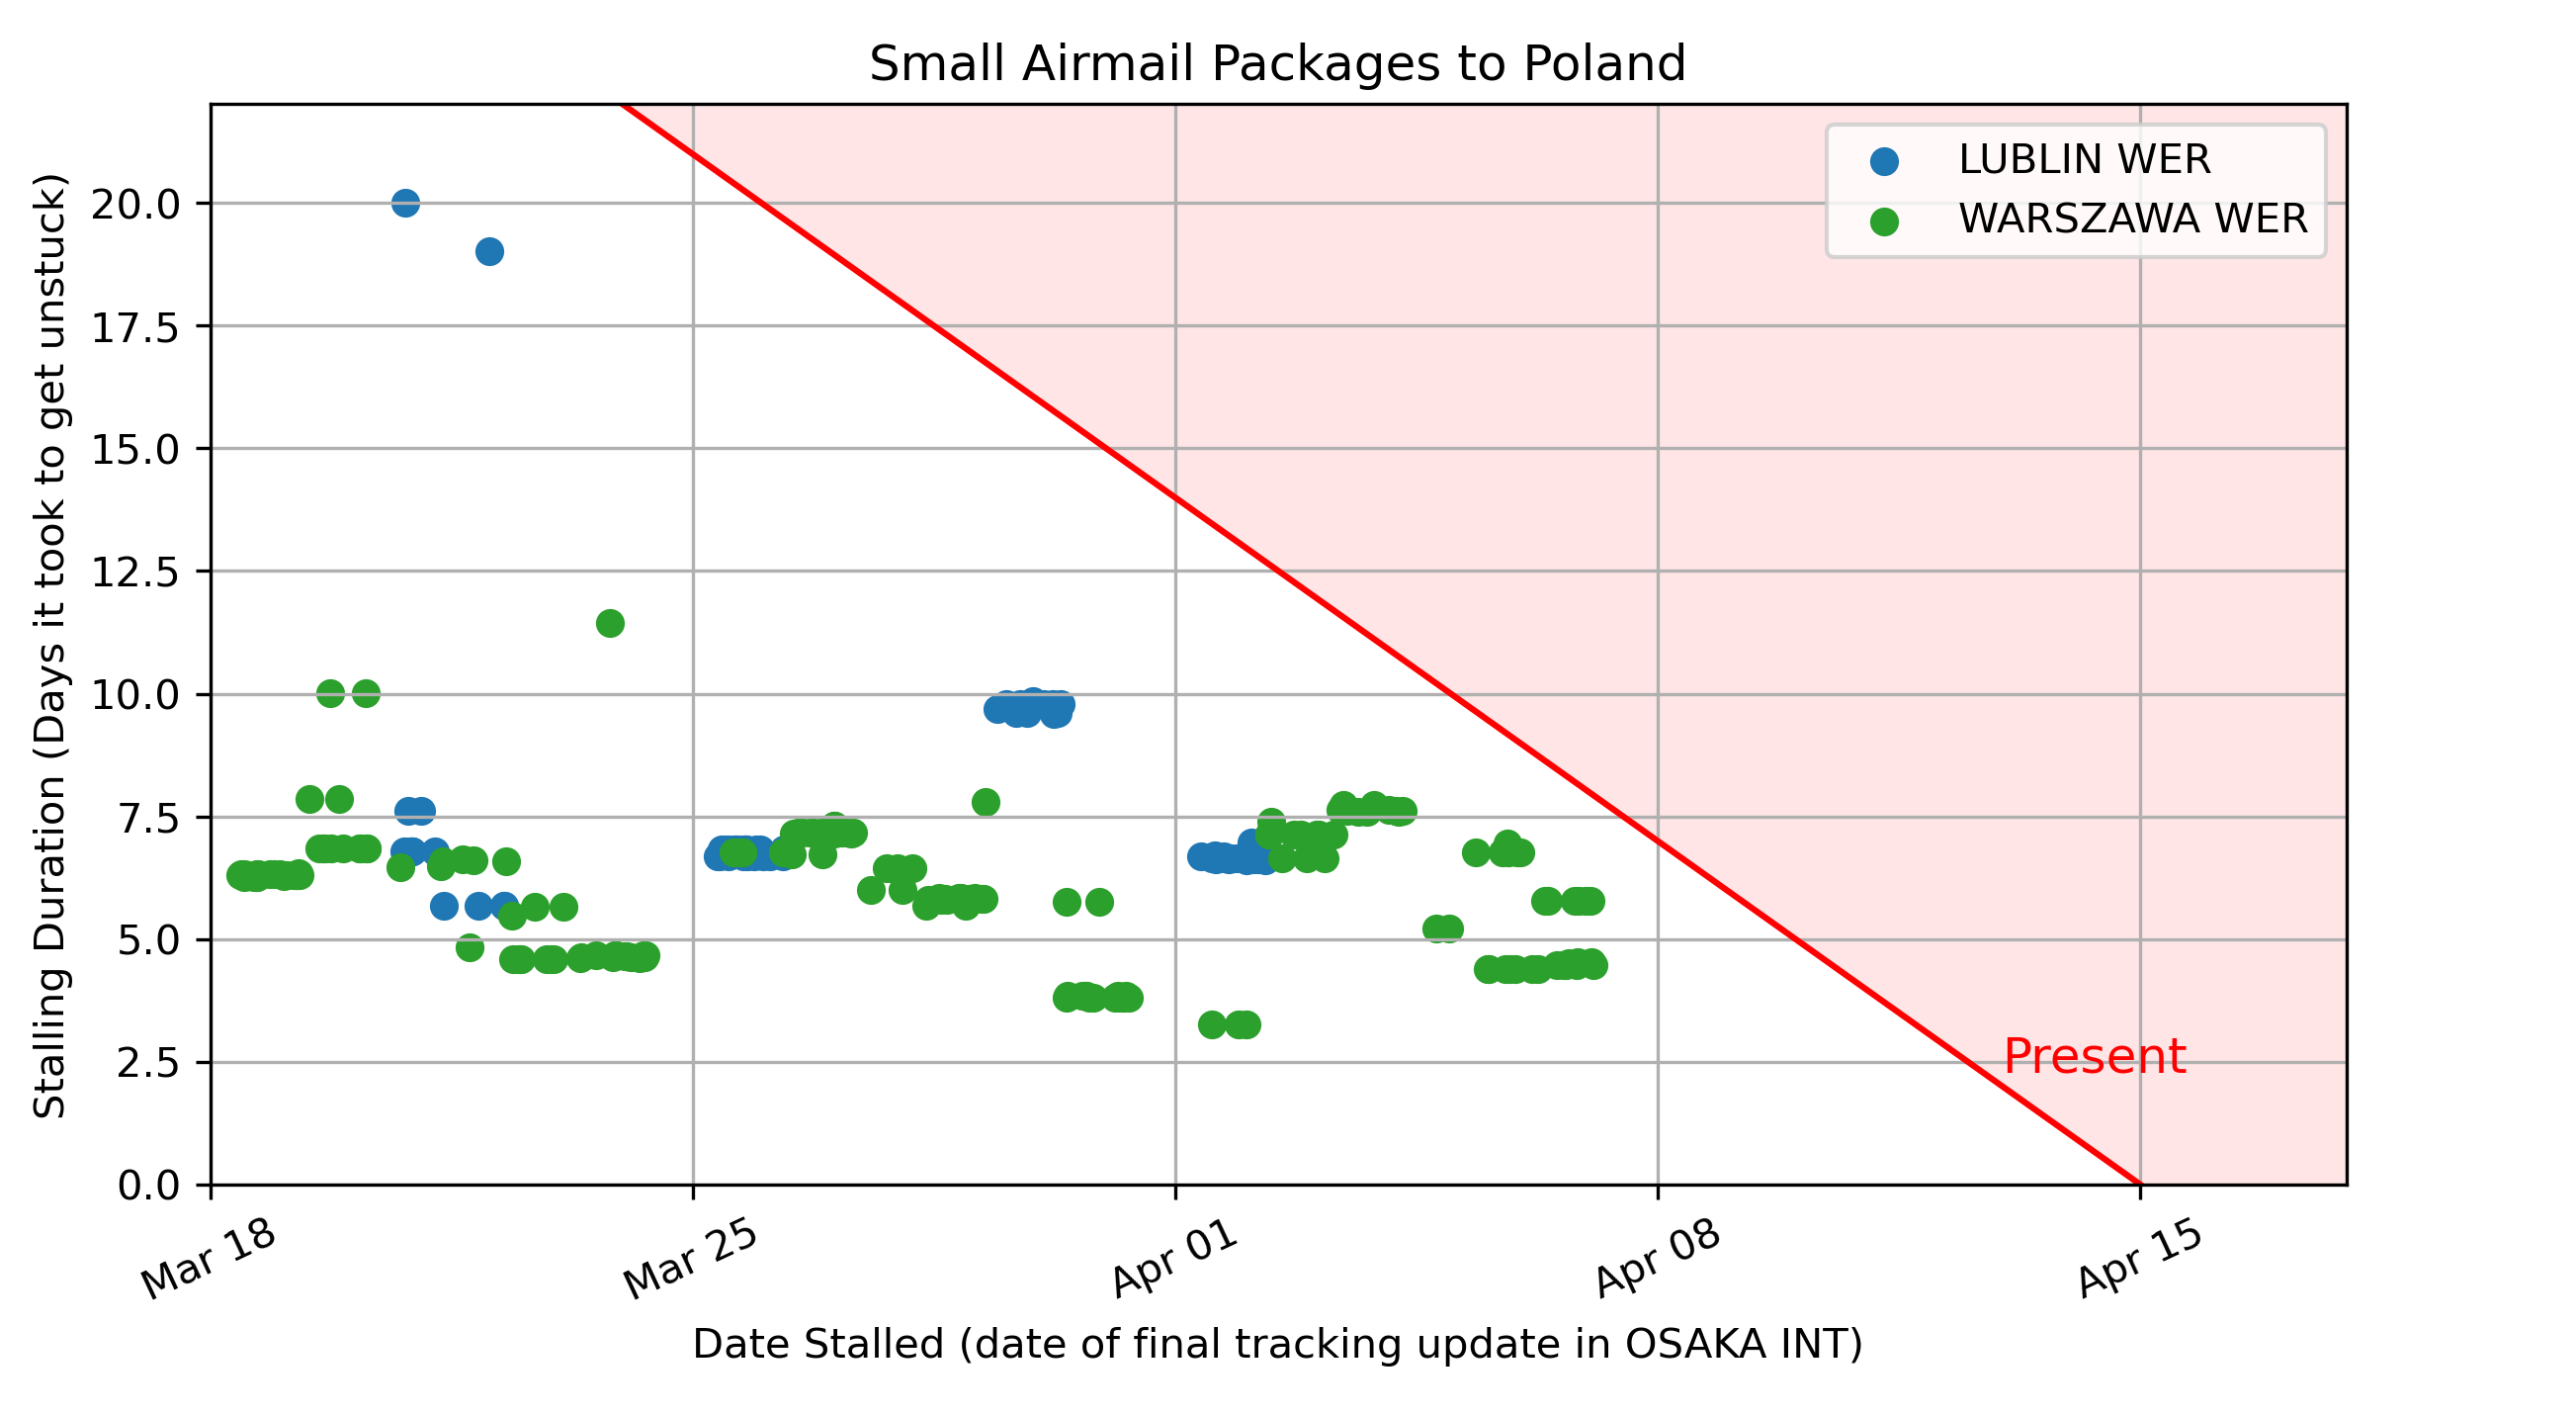 Small Airmail Packages to Poland
LUBLIN WER
WARSZAWA WER
Stalling Duration (Days it took to get unstuck)
20.0
17.5
15.0
12.5
10.0
7.5
5.0
2.5
0.0
Present
Mar 18
Mar 25
Apr 01
Apr 08
Apr 15
Date Stalled (date of final tracking update in OSAKA INT)